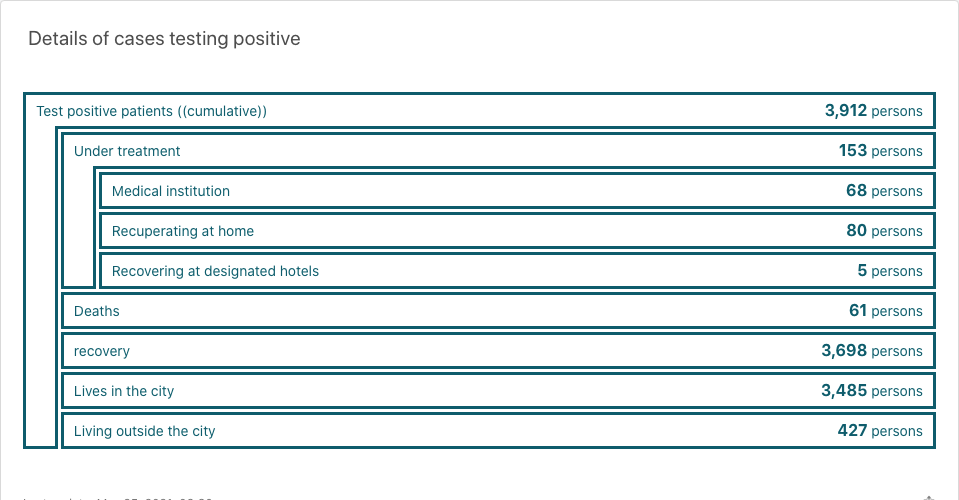 Details of cases testing positive
Test positive patients ((cumulative)) 3,912 persons
Under treatment 153 persons
Medical institution 68 persons
Recuperating at home 80 persons
Recovering at designated hotels 5 persons
Deaths 61 persons
recovery 3,698 persons
Lives in the city 3,485 persons
Living outside the city 427 persons